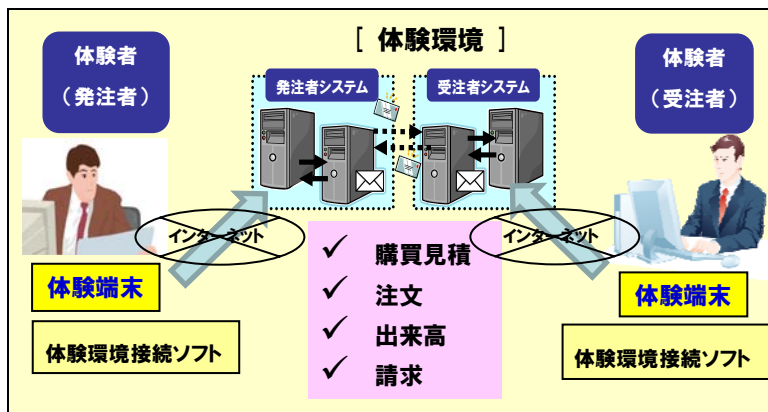 [ 体験環境 ]
体験者
（発注者）
発注者システム
受注者システム
体験者
（受注者）
インターネット
インターネット
✓ 購買見積
✓ 注文
✓ 出来高
✓ 請求
体験端末
体験環境接続ソフト
体験端末
体験環境接続ソフト